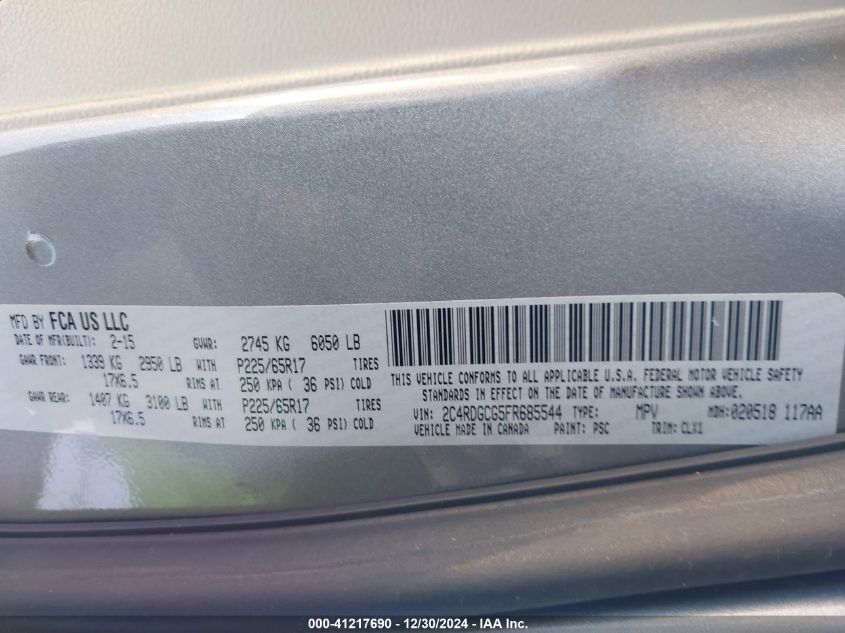 MFD BY FCA US LLC
DATE OF MFR(BUILT): 2-15 GVWR: 2745 KG 6050 LB
GAWR FRONT: 1339 KG 2950 LB WITH P225/65R17 TIRES
17X6.5 RIMS AT 250 KPA ( 36 PSI) COLD
GAWR REAR: 1407 KG 3100 LB WITH P225/65R17 TIRES
17X6.5 RIMS AT 250 KPA ( 36 PSI) COLD
THIS VEHICLE CONFORMS TO ALL APPLICABLE U.S.A. FEDERAL MOTOR VEHICLE SAFETY
STANDARDS IN EFFECT ON THE DATE OF MANUFACTURE SHOWN ABOVE.
VIN: 2C4RDGCG5FR685544 TYPE: MPV MDH:020518 117AA
VEHICLE MADE IN CANADA PAINT: PSC TRIM: CLX1
000-41217690 - 12/30/2024 - IAA Inc.